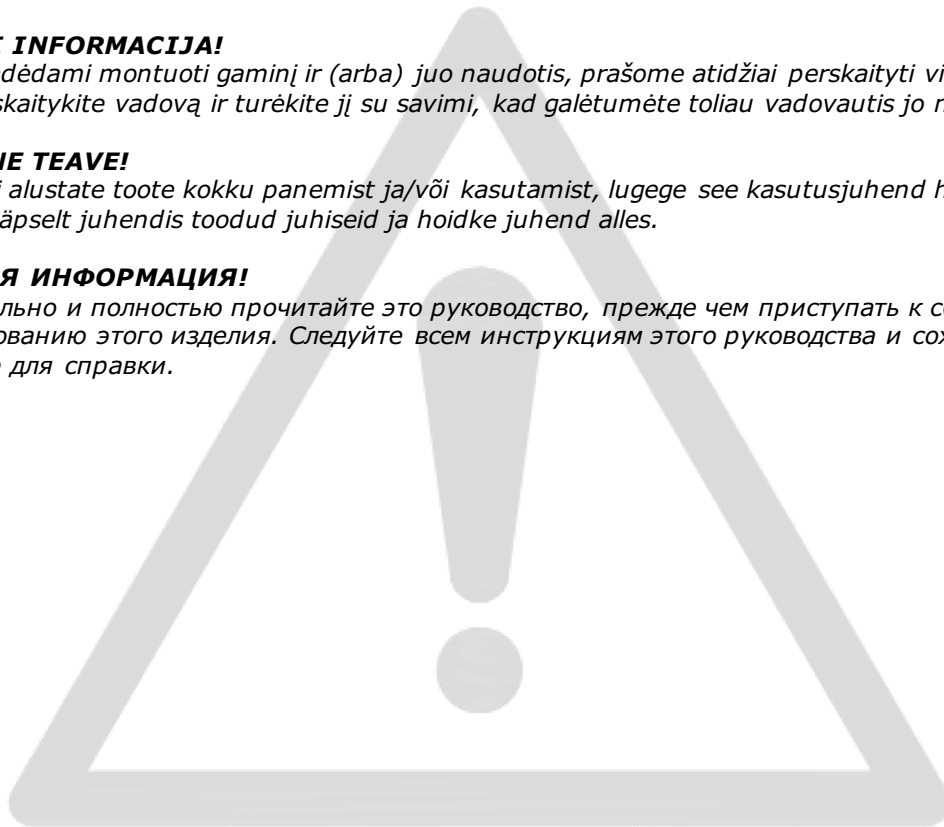 INFORMACIJA!
dėdami montuoti gaminį ir (arba) juo naudotis, prašome atidžiai perskaityti vi
skaitykite vadovą ir turėkite jį su savimi, kad galėtumėte toliau vadovautis jo
NE TEAVE!
i alustate toote kokku panemist ja/või kasutamist, lugege see kasutusjuhend h
äpselt juhendis toodud juhiseid ja hoidke juhend alles.
Я ИНФОРМАЦИЯ!
льно и полностью прочитайте это руководство, прежде чем приступать к с
ованию этого изделия. Следуйте всем инструкциям этого руководства и сох
для справки.